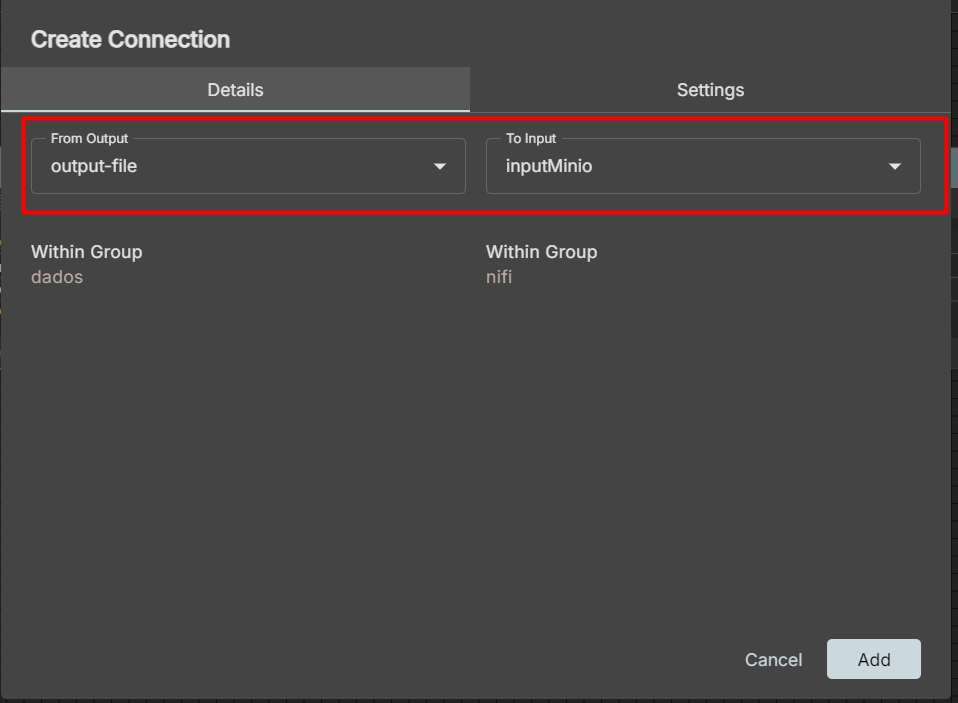 Create Connection
Details
Settings
From Output
output-file
To Input
inputMinio
Within Group
dados
Within Group
nifi
Cancel
Add